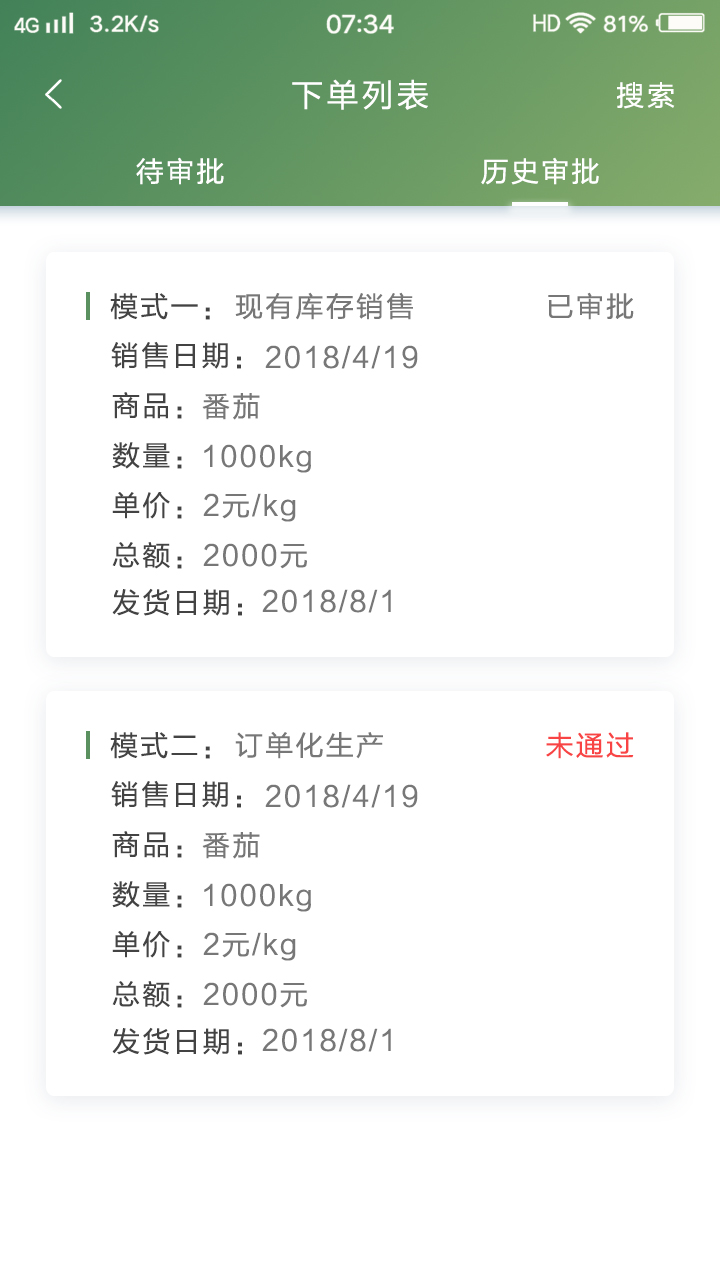 4G 3.2K/s 07:34 HD 81%
下单列表 搜索
待审批 历史审批
模式一：现有库存销售 已审批
销售日期：2018/4/19
商品：番茄
数量：1000kg
单价：2元/kg
总额：2000元
发货日期：2018/8/1
模式二：订单化生产 未通过
销售日期：2018/4/19
商品：番茄
数量：1000kg
单价：2元/kg
总额：2000元
发货日期：2018/8/1